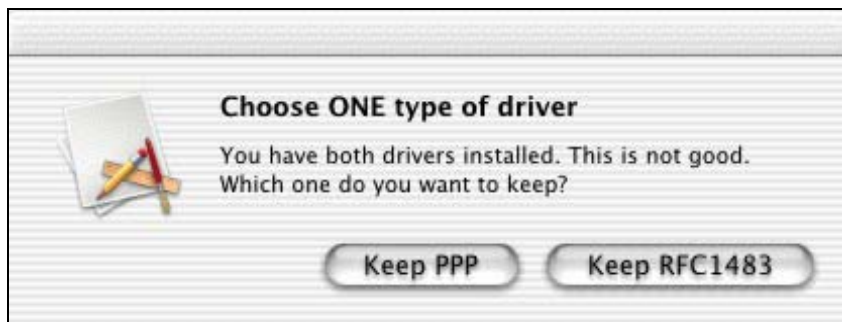 Choose ONE type of driver
You have both drivers installed. This is not good.
Which one do you want to keep?
Keep PPP
Keep RFC1483